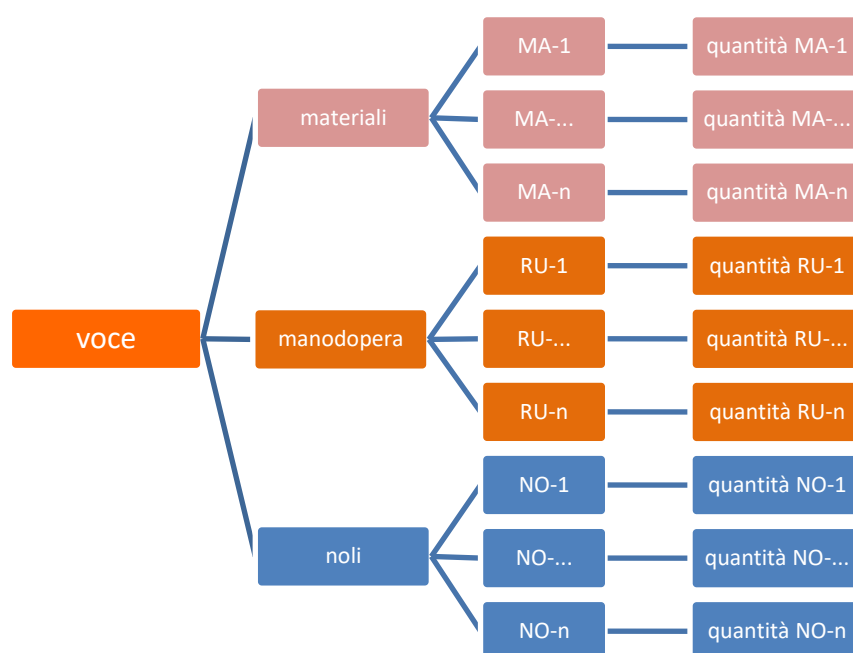 MA-1
quantità MA-1
materiali
MA-...
quantità MA-...
MA-n
quantità MA-n
RU-1
quantità RU-1
voce
manodopera
RU-...
quantità RU-...
RU-n
quantità RU-n
NO-1
quantità NO-1
noli
NO-...
quantità NO-...
NO-n
quantità NO-n